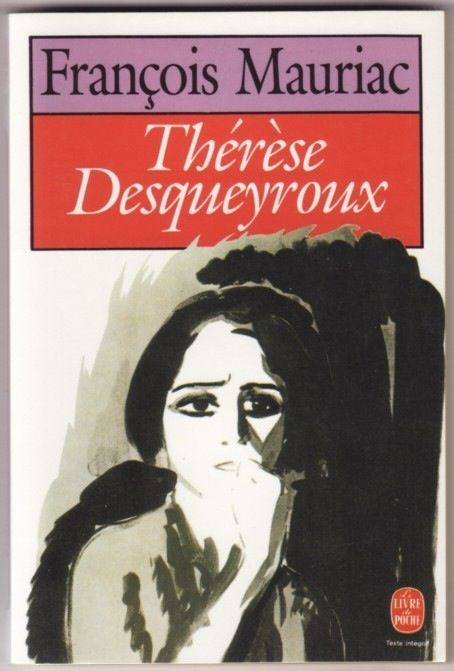 François Mauriac
Thérèse
Desqueyroux
Le
LIVRE
de
POCHE
Texte intégral